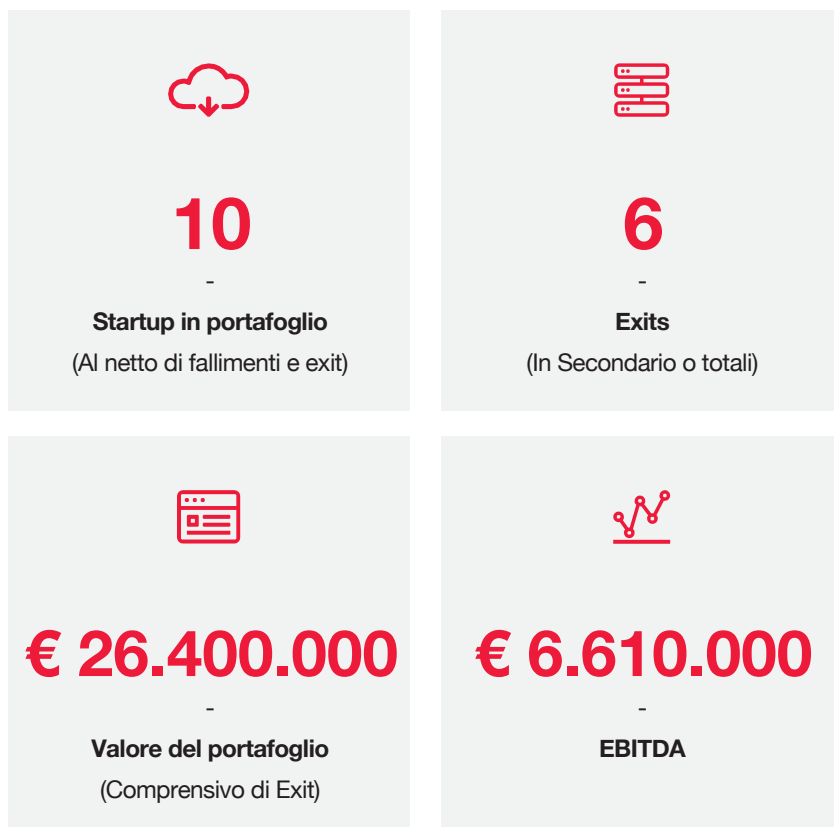 10
-
Startup in portafoglio
(Al netto di fallimenti e exit)
6
-
Exits
(In Secondario o totali)
€ 26.400.000
-
Valore del portafoglio
(Comprensivo di Exit)
€ 6.610.000
-
EBITDA